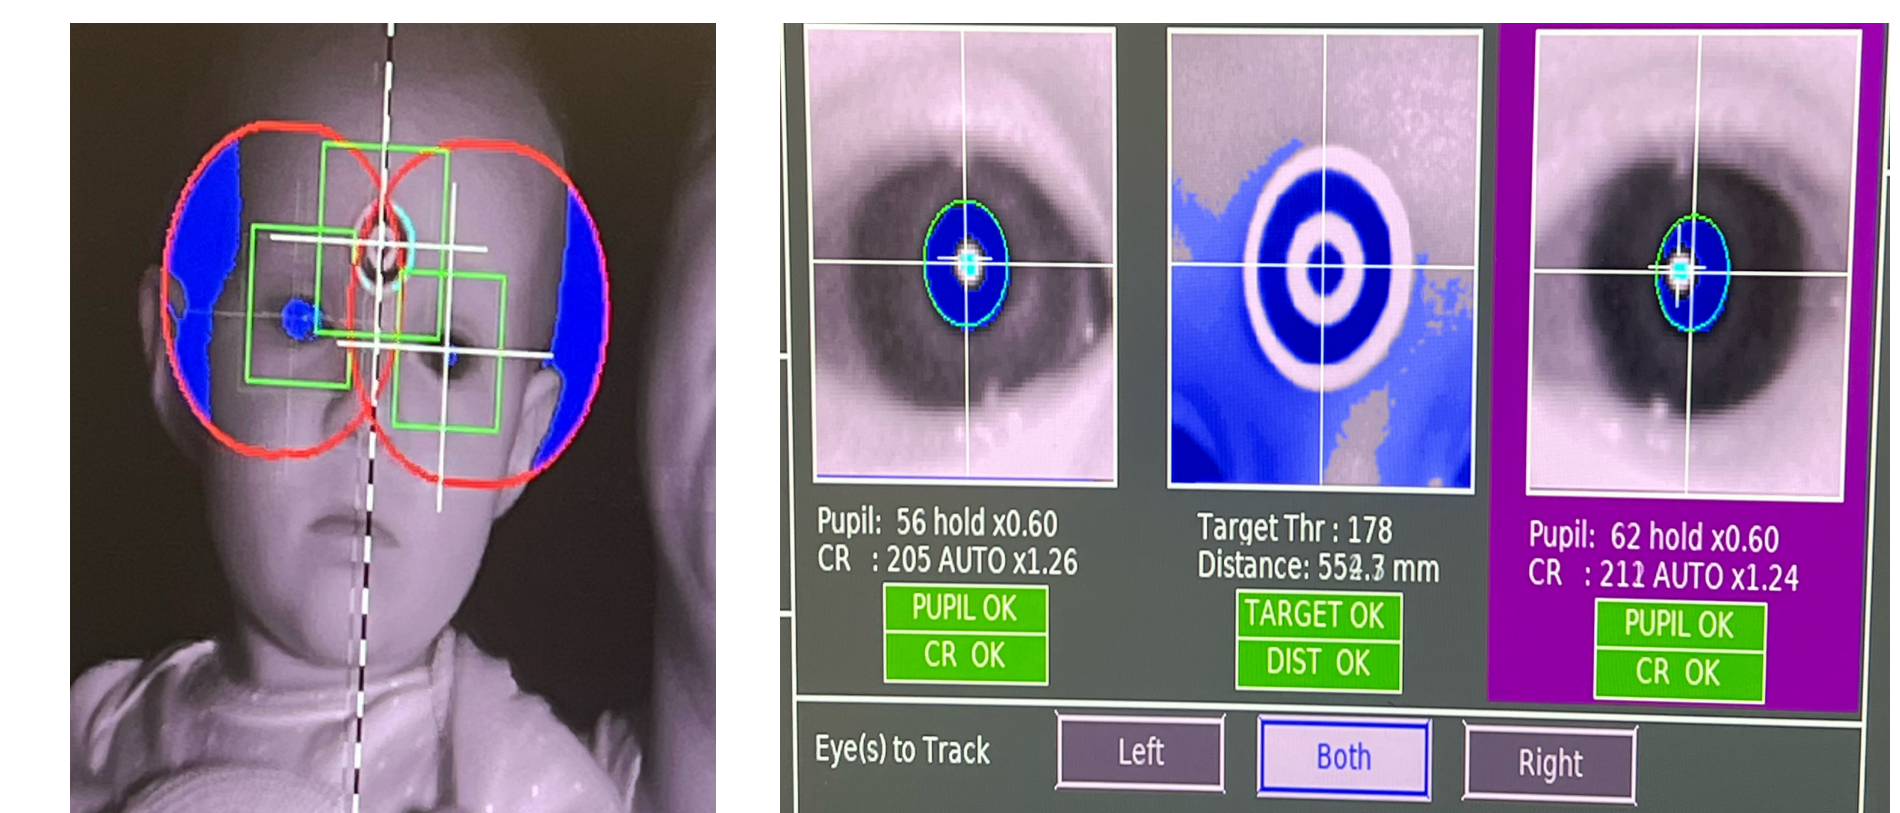 Pupil: 56 hold x0.60
CR : 205 AUTO x1.26
PUPIL OK
CR OK
Target Thr : 178
Distance: mm
TARGET OK
DIST OK
Pupil: 62 hold x0.60
CR : AUTO x1.24
PUPIL OK
CR OK
Eye(s) to Track
Left
Both
Right